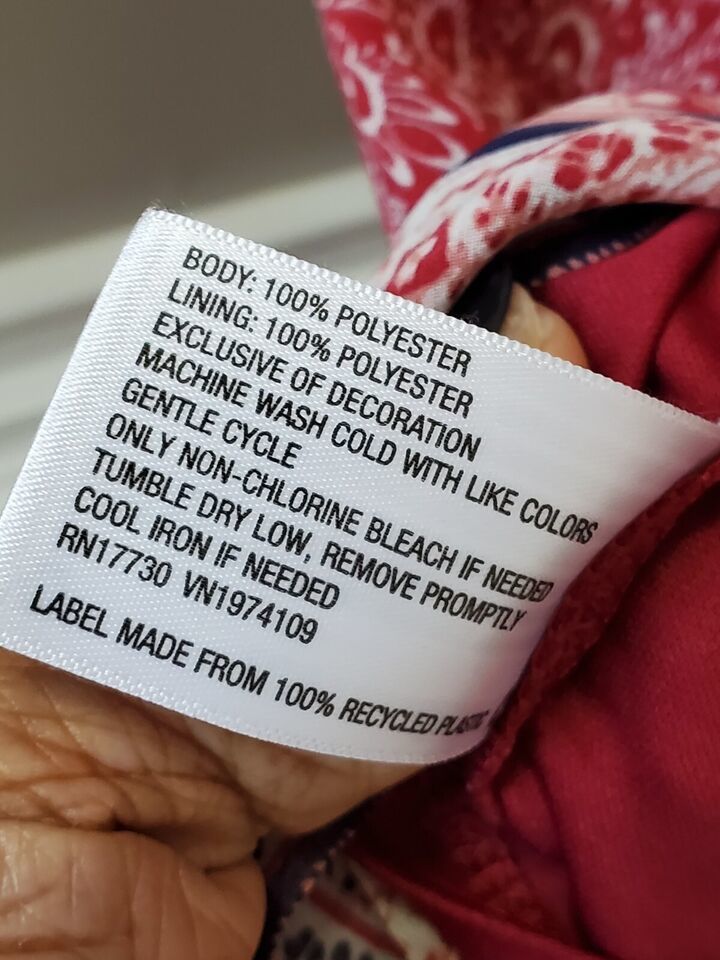 BODY: 100% POLYESTER
LINING: 100% POLYESTER
EXCLUSIVE OF DECORATION
MACHINE WASH COLD WITH LIKE COLORS
GENTLE CYCLE
ONLY NON-CHLORINE BLEACH IF NEEDED
TUMBLE DRY LOW, REMOVE PROMPTLY
COOL IRON IF NEEDED
RN17730 VN1974109
LABEL MADE FROM 100% RECYCLED PLASTIC